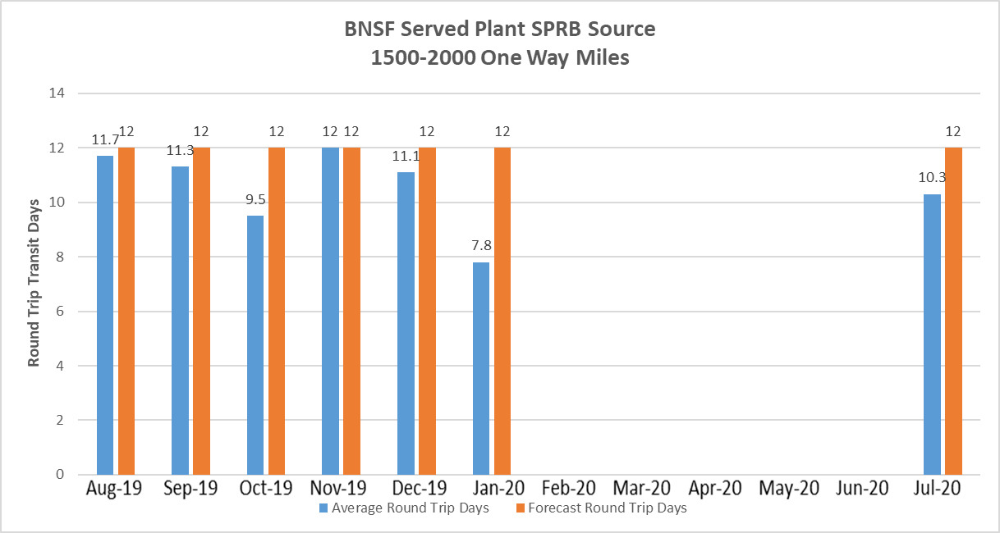 BNSF Served Plant SPRB Source
1500-2000 One Way Miles
Round Trip Transit Days
14
12
10
8
6
4
2
0
11.7 12 11.3 12 9.5 12 12 12 11.1 12 7.8 12 10.3 12
Aug-19 Sep-19 Oct-19 Nov-19 Dec-19 Jan-20 Feb-20 Mar-20 Apr-20 May-20 Jun-20 Jul-20
Average Round Trip Days Forecast Round Trip Days